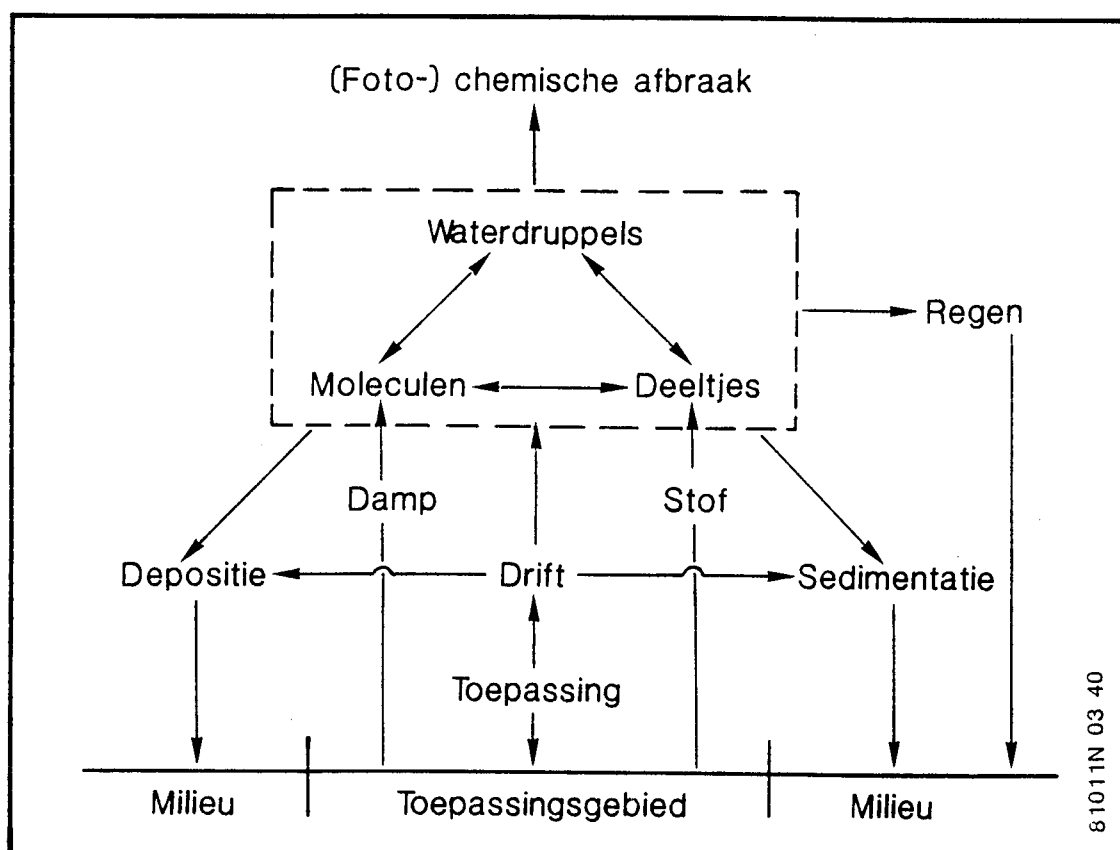 (Foto-) chemische afbraak
Waterdruppels
Regen
Moleculen
Deeltjes
Damp
Stof
Depositie
Drift
Sedimentatie
Toepassing
Milieu
Toepassingsgebied
Milieu
81011N 03 40